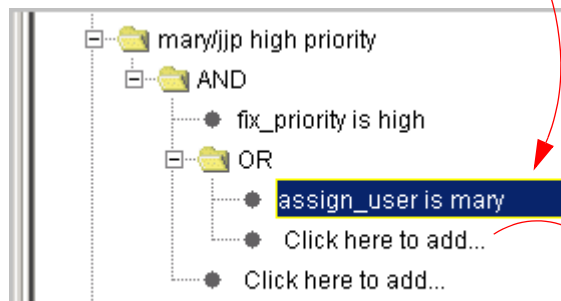 mary/jjp high priority
AND
fix_priority is high
OR
assign_user is mary
Click here to add...
Click here to add...